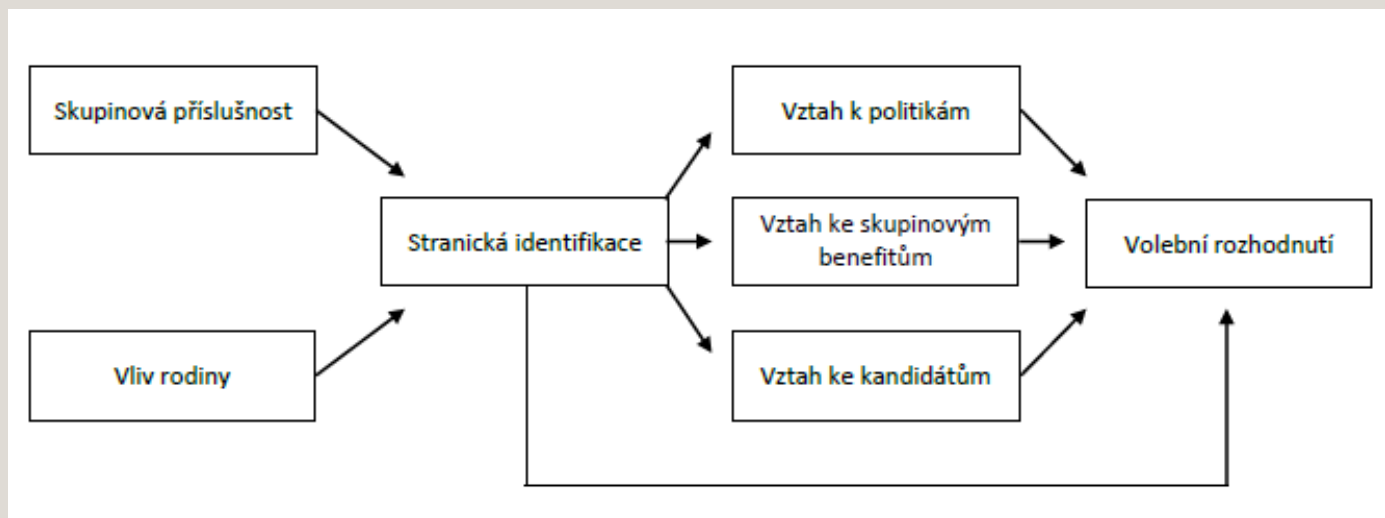 Skupinová příslušnost
Vliv rodiny
Stranická identifikace
Vztah k politikám
Vztah ke skupinovým
benefitům
Vztah ke kandidátům
Volební rozhodnutí